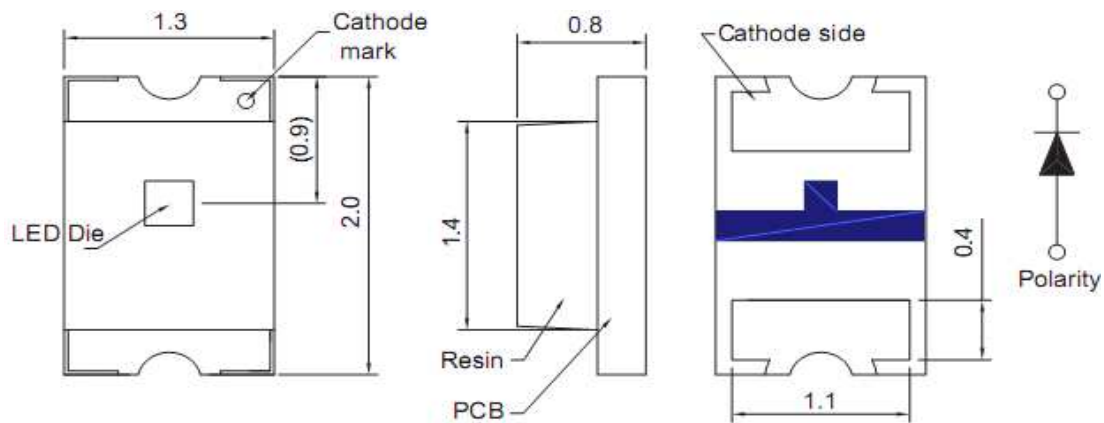 1.3
Cathode
mark
(0.9)
2.0
LED Die
0.8
1.4
Resin
PCB
Cathode side
0.4
1.1
Polarity